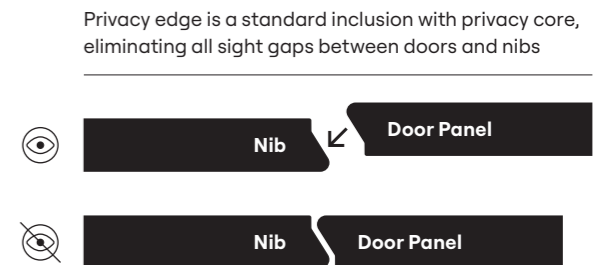 Privacy edge is a standard inclusion with privacy core,
eliminating all sight gaps between doors and nibs
Nib
Door Panel
Nib
Door Panel